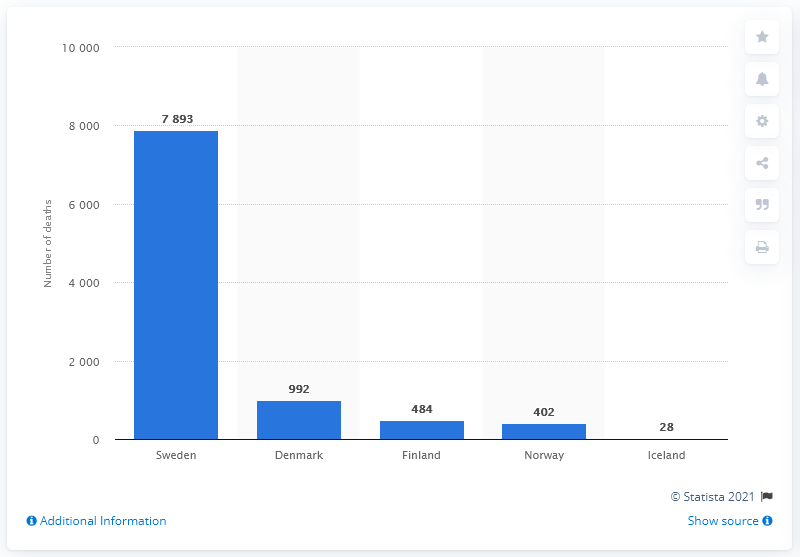 10 000
8 000
6 000
4 000
2 000
0
Number of deaths
7 893
992
484
402
28
Sweden
Denmark
Finland
Norway
Iceland
© Statista 2021
Additional Information
Show source